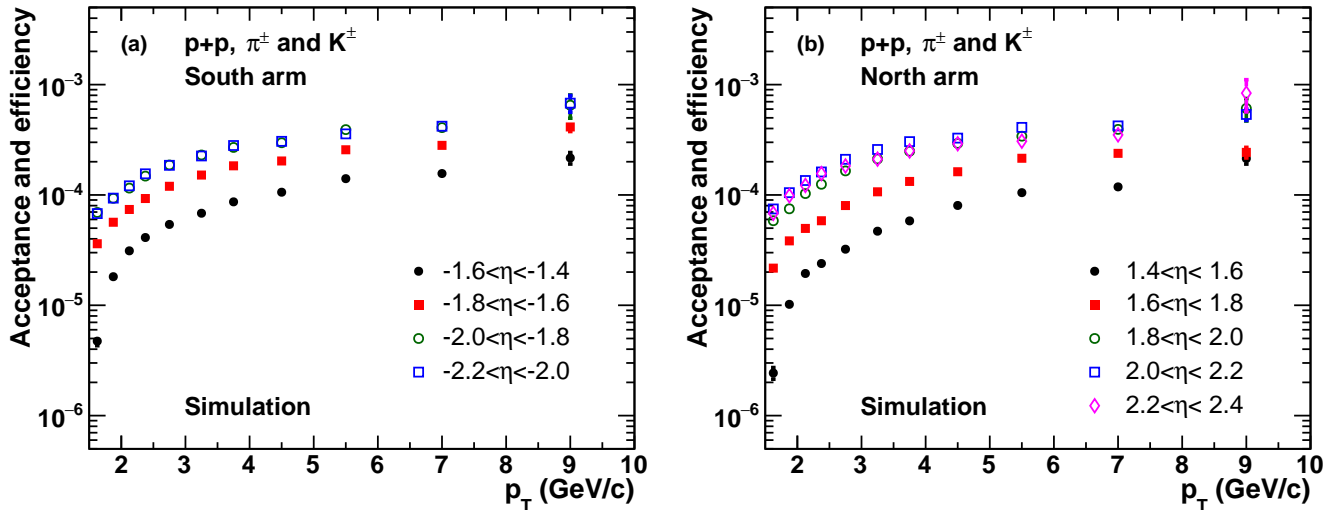 (a) p+p, π± and K±
South arm
Acceptance and efficiency
10⁻³
10⁻⁴
10⁻⁵
10⁻⁶
-1.6<η<-1.4
-1.8<η<-1.6
-2.0<η<-1.8
-2.2<η<-2.0
Simulation
2 3 4 5 6 7 8 9 10
p_T (GeV/c)
(b) p+p, π± and K±
North arm
Acceptance and efficiency
10⁻³
10⁻⁴
10⁻⁵
10⁻⁶
1.4<η< 1.6
1.6<η< 1.8
1.8<η< 2.0
2.0<η< 2.2
2.2<η< 2.4
Simulation
2 3 4 5 6 7 8 9 10
p_T (GeV/c)